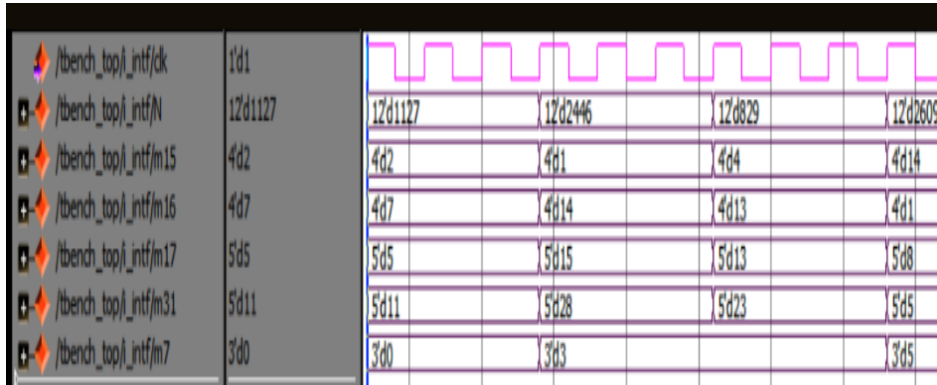 /tbench_top/i_intf/clk 1'd1
/tbench_top/i_intf/N 12'd1127 12'd1127 12'd2446 12'd829 12'd2609
/tbench_top/i_intf/m15 4'd2 4'd2 4'd1 4'd4 4'd14
/tbench_top/i_intf/m16 4'd7 4'd7 4'd14 4'd13 4'd1
/tbench_top/i_intf/m17 5'd5 5'd5 5'd15 5'd13 5'd8
/tbench_top/i_intf/m31 5'd11 5'd11 5'd28 5'd23 5'd5
/tbench_top/i_intf/m7 3'd0 3'd0 3'd3 3'd5